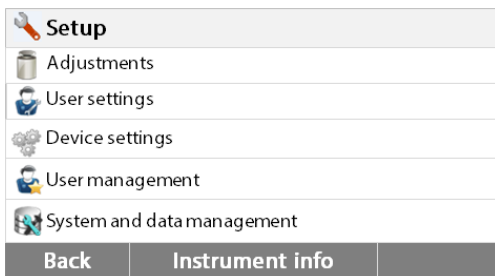 Setup
Adjustments
User settings
Device settings
User management
System and data management
Back Instrument info